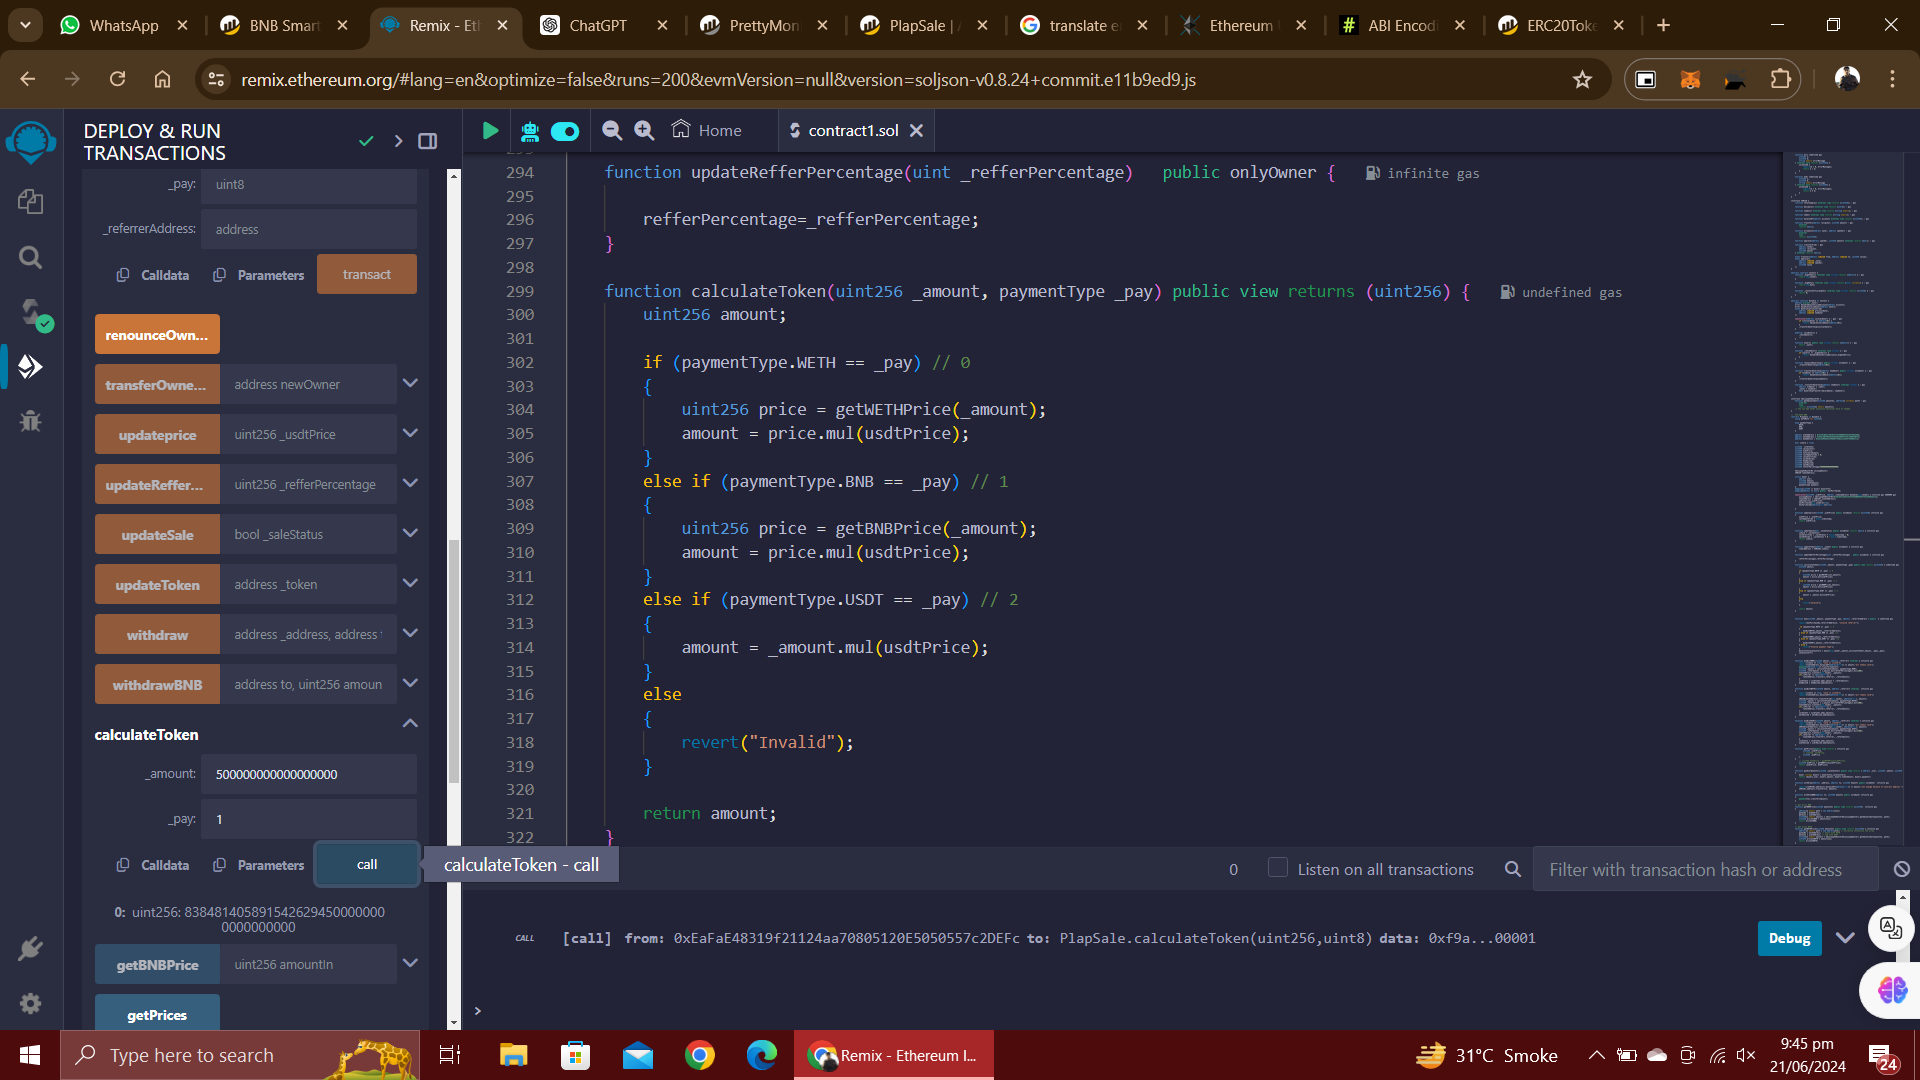 WhatsApp
BNB Smar
Remix - Et
ChatGPT
PrettyMon
PlapSale | A
translate e
Ethereum
ABI Encod
ERC20Toke
remix.ethereum.org/#lang=en&optimize=false&runs=200&evmVersion=null&version=soljson-v0.8.24+commit.e11b9ed9.js
DEPLOY & RUN
TRANSACTIONS
Home
contract1.sol
_pay: uint8
_referrerAddress: address
Calldata Parameters transact
renounceOwn...
transferOwne... address newOwner
updateprice uint256 _usdtPrice
updateReffer... uint256 _refferPercentage
updateSale bool _saleStatus
updateToken address _token
withdraw address _address, address
withdrawBNB address to, uint256 amoun
calculateToken
_amount: 500000000000000000
_pay: 1
Calldata Parameters call
calculateToken - call
0: uint256: 838481405891542629450000000
0000000000
getBNBPrice uint256 amountIn
getPrices
294 function updateRefferPercentage(uint _refferPercentage) public onlyOwner { infinite gas
295
296 refferPercentage=_refferPercentage;
297 }
298
299 function calculateToken(uint256 _amount, paymentType _pay) public view returns (uint256) { undefined gas
300 uint256 amount;
301
302 if (paymentType.WETH == _pay) // 0
303 {
304 uint256 price = getWETHPrice(_amount);
305 amount = price.mul(usdtPrice);
306 }
307 else if (paymentType.BNB == _pay) // 1
308 {
309 uint256 price = getBNBPrice(_amount);
310 amount = price.mul(usdtPrice);
311 }
312 else if (paymentType.USDT == _pay) // 2
313 {
314 amount = _amount.mul(usdtPrice);
315 }
316 else
317 {
318 revert("Invalid");
319 }
320
321 return amount;
322 }
0 Listen on all transactions Filter with transaction hash or address
CALL [call] from: 0xEaFaE48319f21124aa70805120E5050557c2DEFc to: PlapSale.calculateToken(uint256,uint8) data: 0xf9a...00001 Debug
>
Type here to search
Remix - Ethereum I...
31°C Smoke
9:45 pm
21/06/2024
24